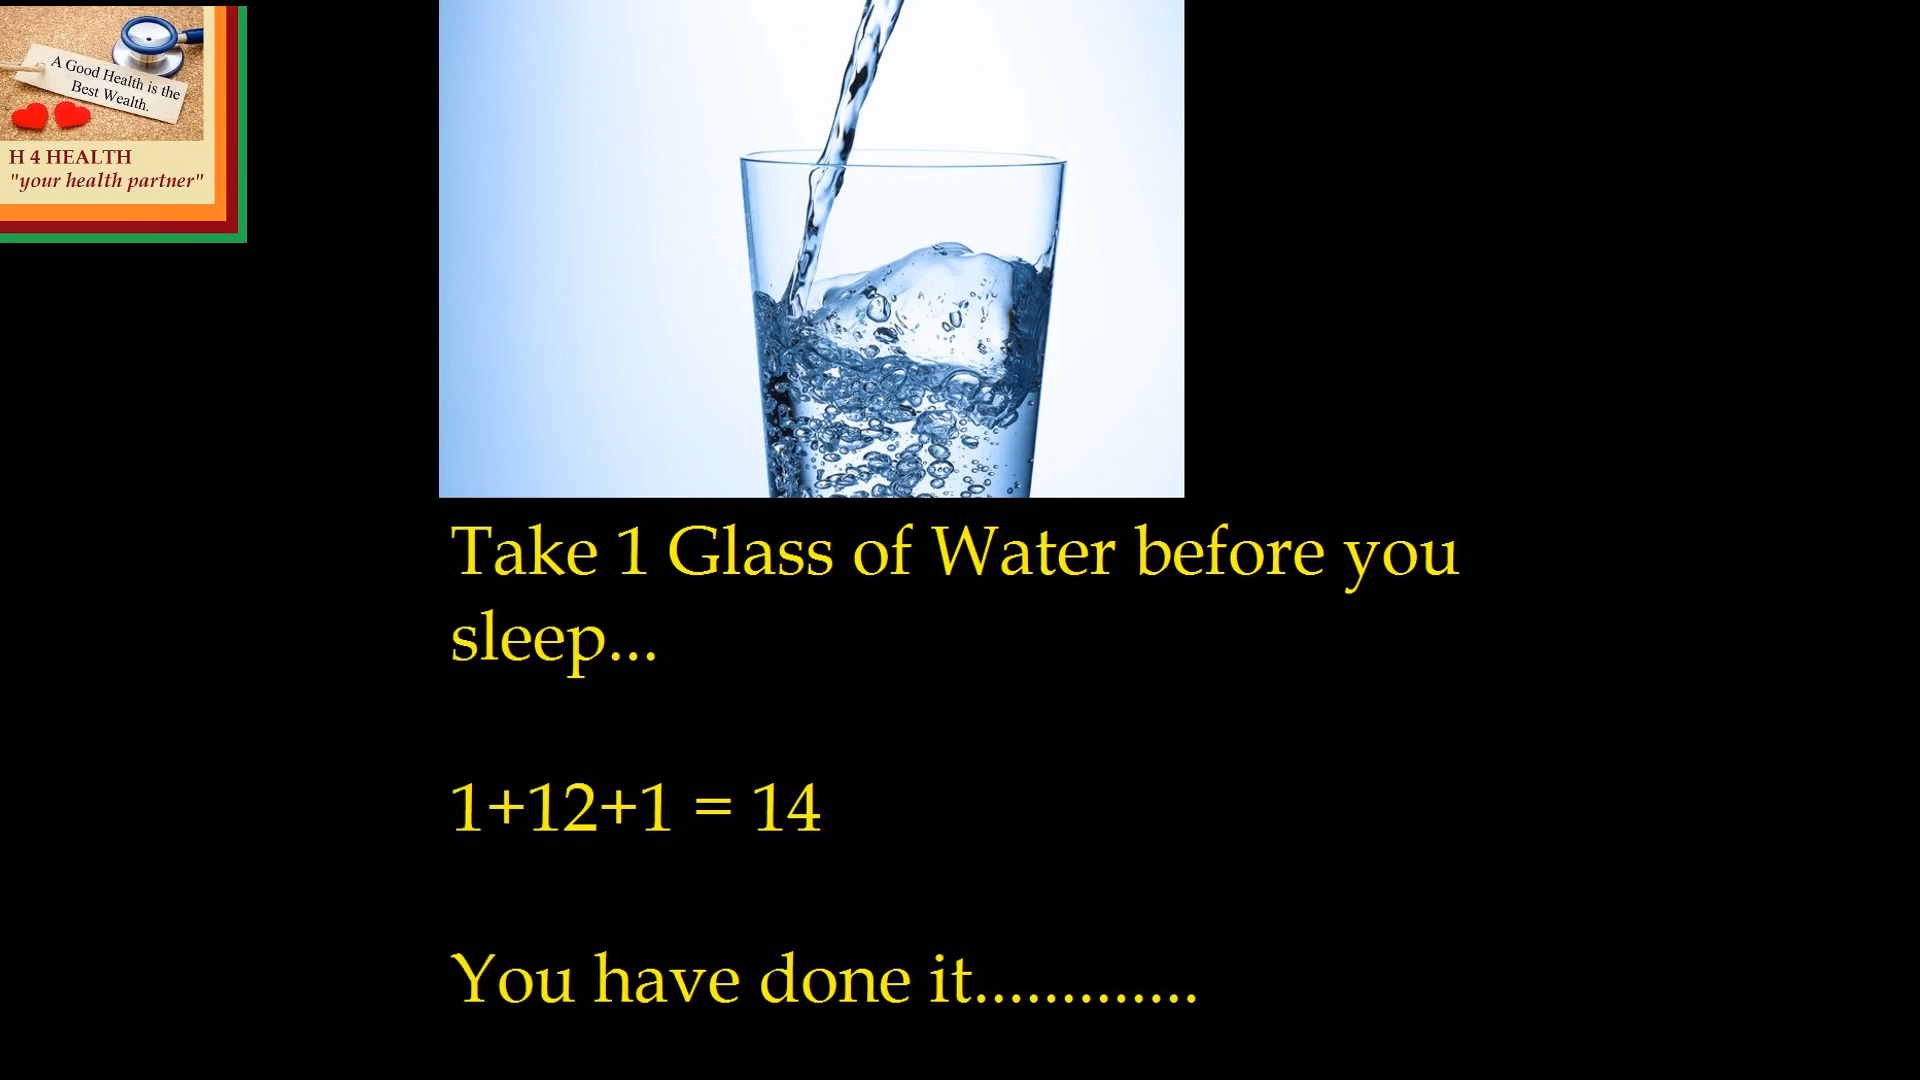 A Good Health is the
Best Wealth.
H 4 HEALTH
"your health partner"
Take 1 Glass of Water before you
sleep...
1+12+1 = 14
You have done it.............